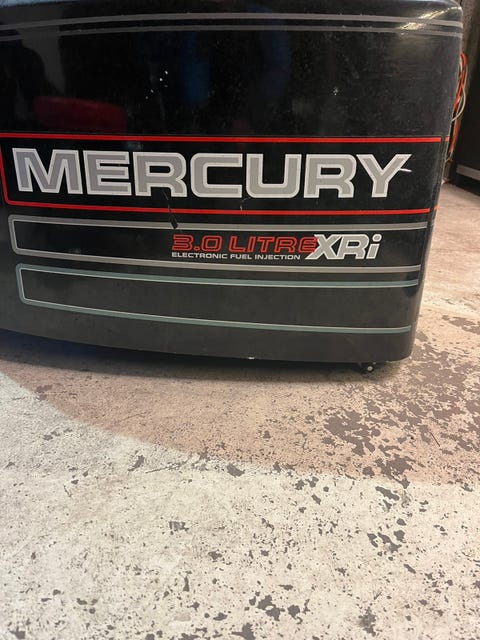 MERCURY
3.0 LITRE XRi
ELECTRONIC FUEL INJECTION